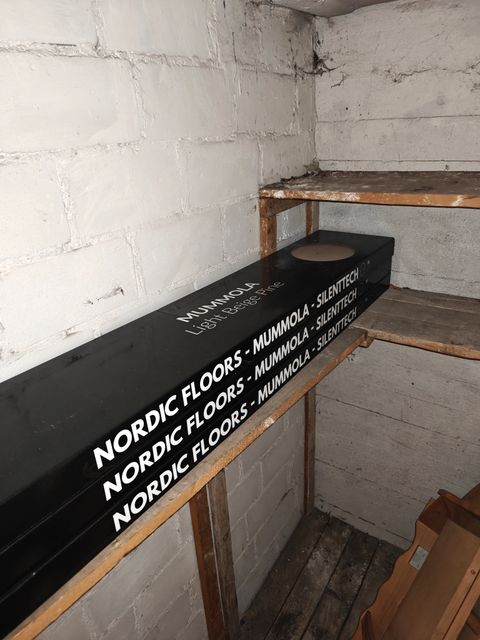 MUMMOLA
Light Beige Pine
NORDIC FLOORS - MUMMOLA - SILENTTECH
NORDIC FLOORS - MUMMOLA - SILENTTECH
NORDIC FLOORS - MUMMOLA - SILENTTECH